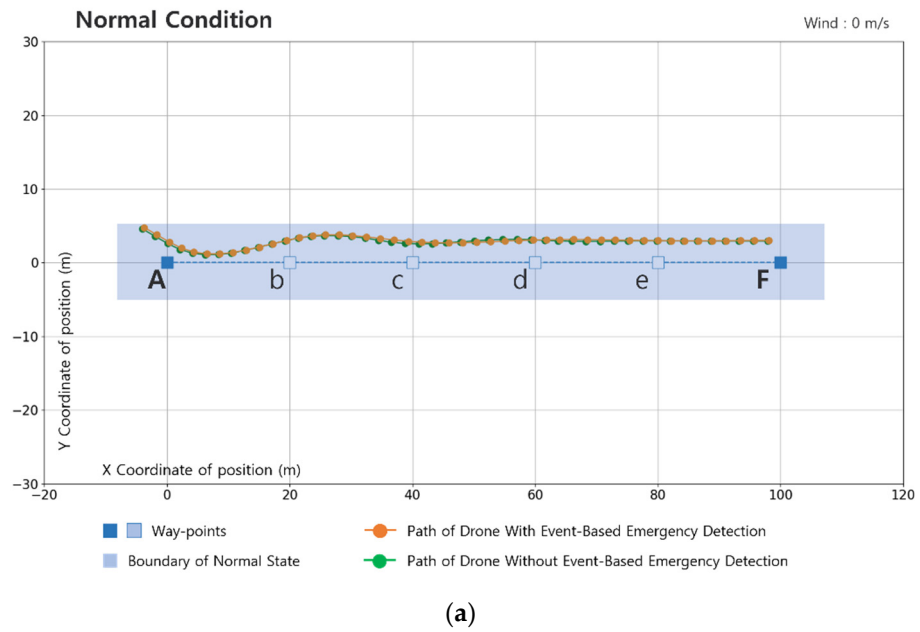 Normal Condition
Wind : 0 m/s
30
20
10
0
−10
−20
−30
Y Coordinate of position (m)
A
b
c
d
e
F
X Coordinate of position (m)
−20
0
20
40
60
80
100
120
Way-points
Path of Drone With Event-Based Emergency Detection
Boundary of Normal State
Path of Drone Without Event-Based Emergency Detection
(a)